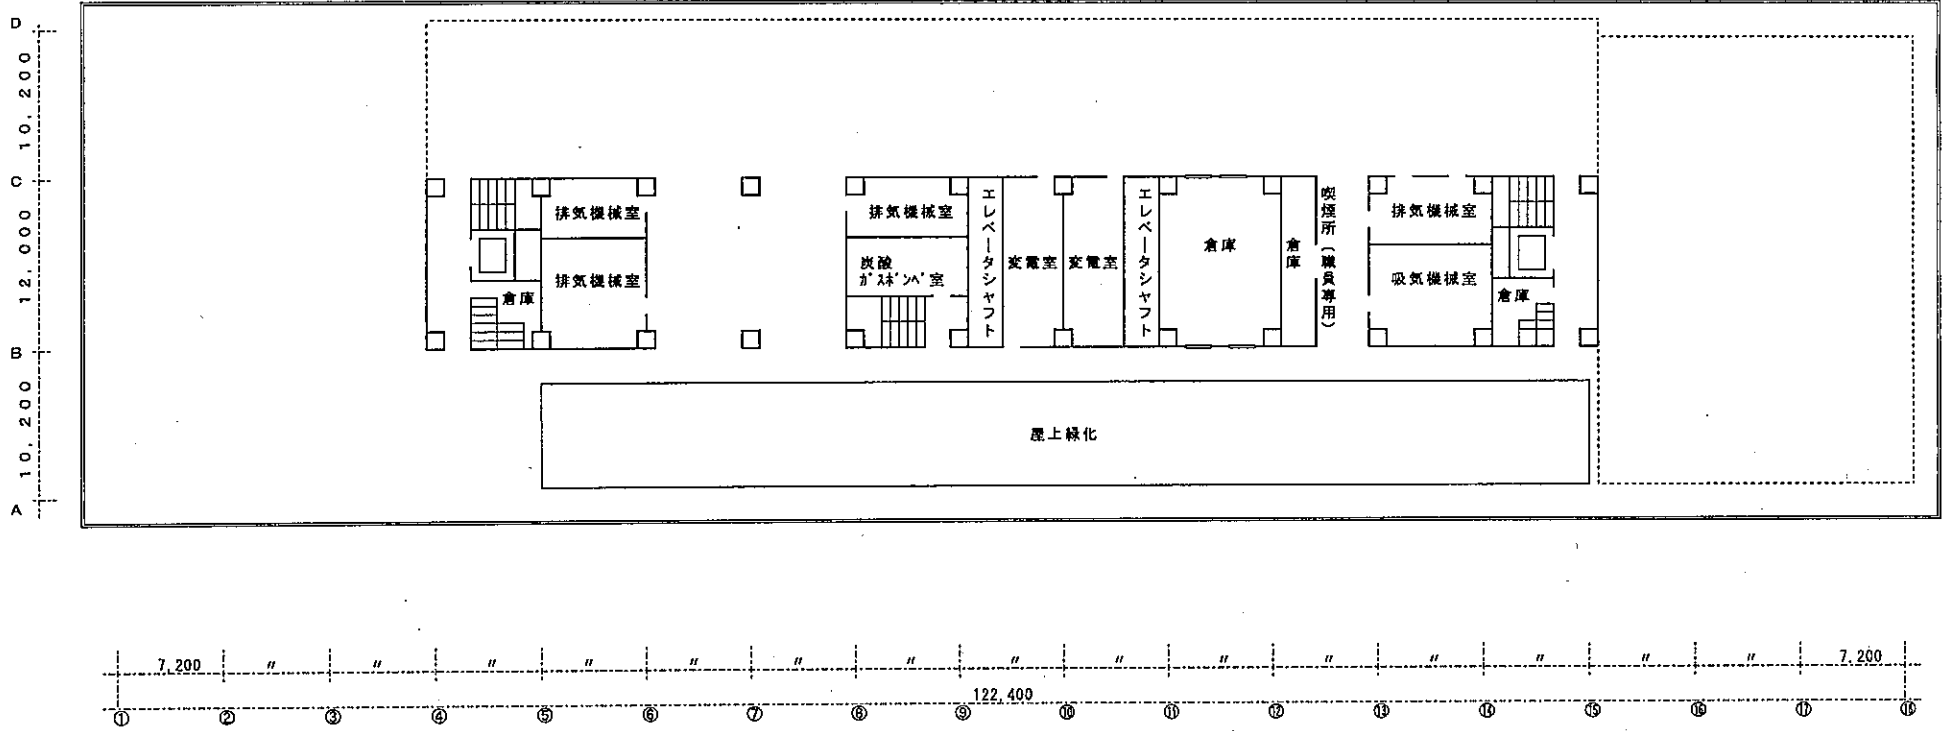 D
10,200
C
12,000
B
10,200
A
排気機械室
排気機械室
倉庫
排気機械室
炭酸
ガスボンベ室
エレベータシャフト
変電室
変電室
エレベータシャフト
倉庫
倉庫
喫煙所（職員専用）
排気機械室
吸気機械室
倉庫
屋上緑化
7,200 〃 〃 〃 〃 〃 〃 〃 〃 〃 〃 〃 〃 〃 〃 〃 7,200
122,400
① ② ③ ④ ⑤ ⑥ ⑦ ⑧ ⑨ ⑩ ⑪ ⑫ ⑬ ⑭ ⑮ ⑯ ⑰ ⑱